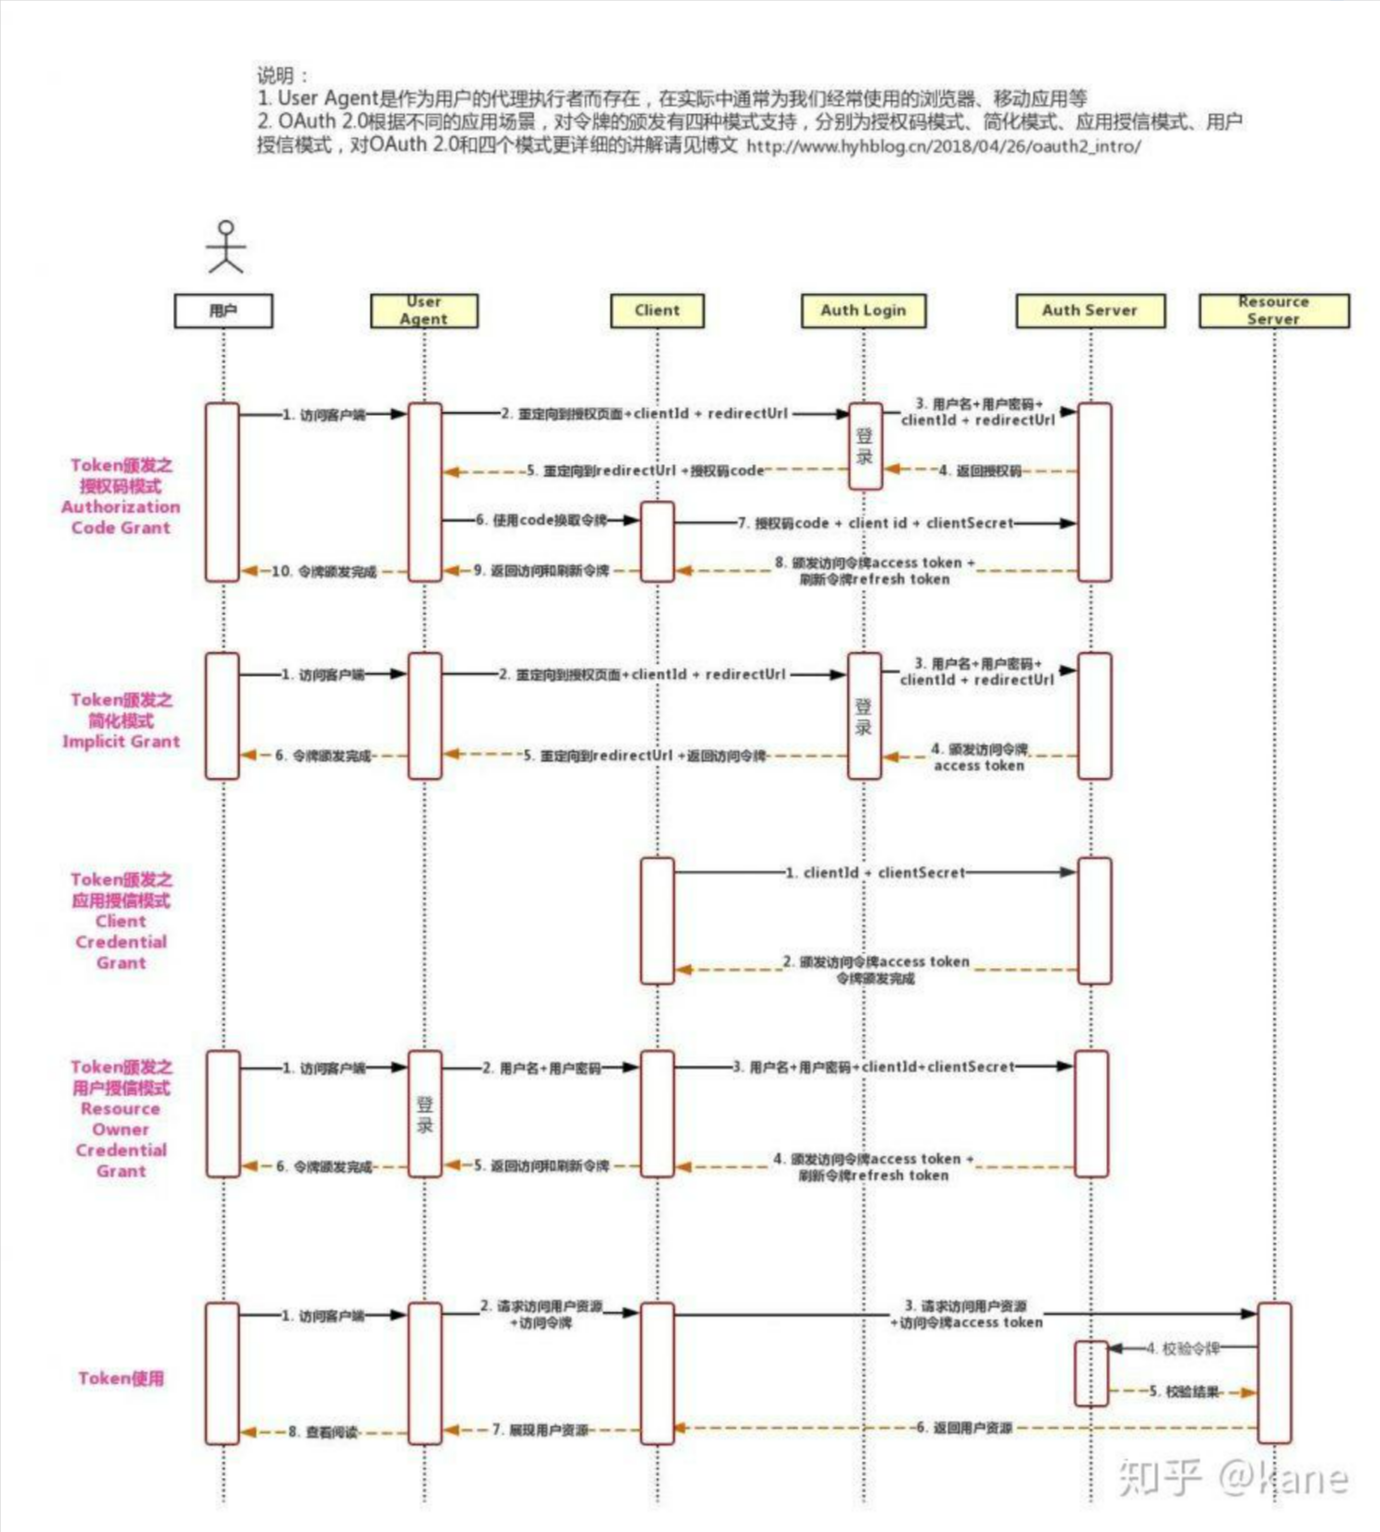 说明：
1. User Agent是作为用户的代理执行者而存在，在实际中通常为我们经常使用的浏览器、移动应用等
2. OAuth 2.0根据不同的应用场景，对令牌的颁发有四种模式支持，分别为授权码模式、简化模式、应用授信模式、用户
授信模式，对OAuth 2.0和四个模式更详细的讲解请见博文 http://www.hyhblog.cn/2018/04/26/oauth2_intro/
用户
User
Agent
Client
Auth Login
Auth Server
Resource
Server
Token颁发之
授权码模式
Authorization
Code Grant
1. 访问客户端
2. 重定向到授权页面+clientId + redirectUrl
登
录
3. 用户名+用户密码+
clientId + redirectUrl
4. 返回授权码
5. 重定向到redirectUrl +授权码code
6. 使用code换取令牌
7. 授权码code + client id + clientSecret
8. 颁发访问令牌access token +
刷新令牌refresh token
9. 返回访问和刷新令牌
10. 令牌颁发完成
Token颁发之
简化模式
Implicit Grant
1. 访问客户端
2. 重定向到授权页面+clientId + redirectUrl
登
录
3. 用户名+用户密码+
clientId + redirectUrl
4. 颁发访问令牌
access token
5. 重定向到redirectUrl +返回访问令牌
6. 令牌颁发完成
Token颁发之
应用授信模式
Client
Credential
Grant
1. clientId + clientSecret
2. 颁发访问令牌access token
令牌颁发完成
Token颁发之
用户授信模式
Resource
Owner
Credential
Grant
1. 访问客户端
登
录
2. 用户名+用户密码
3. 用户名+用户密码+clientId+clientSecret
4. 颁发访问令牌access token +
刷新令牌refresh token
5. 返回访问和刷新令牌
6. 令牌颁发完成
Token使用
1. 访问客户端
2. 请求访问用户资源
+访问令牌
3. 请求访问用户资源
+访问令牌access token
4. 校验令牌
5. 校验结果
6. 返回用户资源
7. 展现用户资源
8. 查看阅读
知乎 @kane